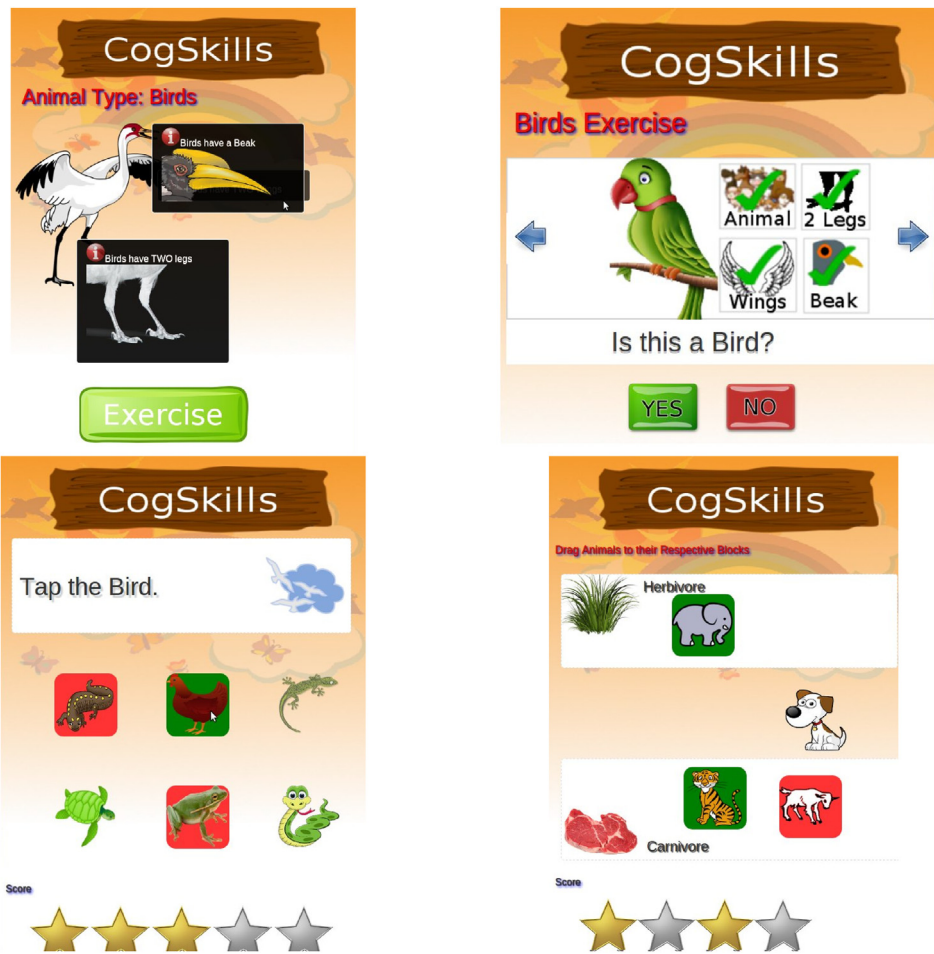 CogSkills
Animal Type: Birds
Birds have a Beak
Birds have TWO legs
Exercise
CogSkills
Birds Exercise
Animal
2 Legs
Wings
Beak
Is this a Bird?
YES
NO
CogSkills
Tap the Bird.
Score
CogSkills
Drag Animals to their Respective Blocks
Herbivore
Carnivore
Score